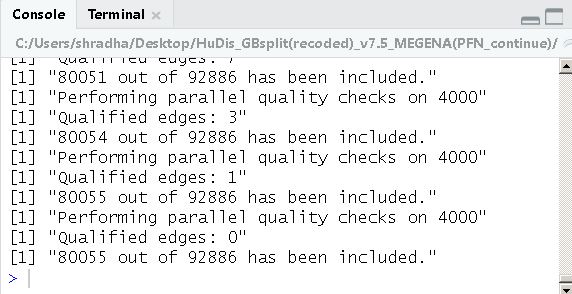 Console Terminal ×
C:/Users/shradha/Desktop/HuDis_GBsplit(recoded)_v7.5_MEGENA(PFN_continue)/
[1] "Qualified edges: 7
[1] "80051 out of 92886 has been included."
[1] "Performing parallel quality checks on 4000"
[1] "Qualified edges: 3"
[1] "80054 out of 92886 has been included."
[1] "Performing parallel quality checks on 4000"
[1] "Qualified edges: 1"
[1] "80055 out of 92886 has been included."
[1] "Performing parallel quality checks on 4000"
[1] "Qualified edges: 0"
[1] "80055 out of 92886 has been included."
>